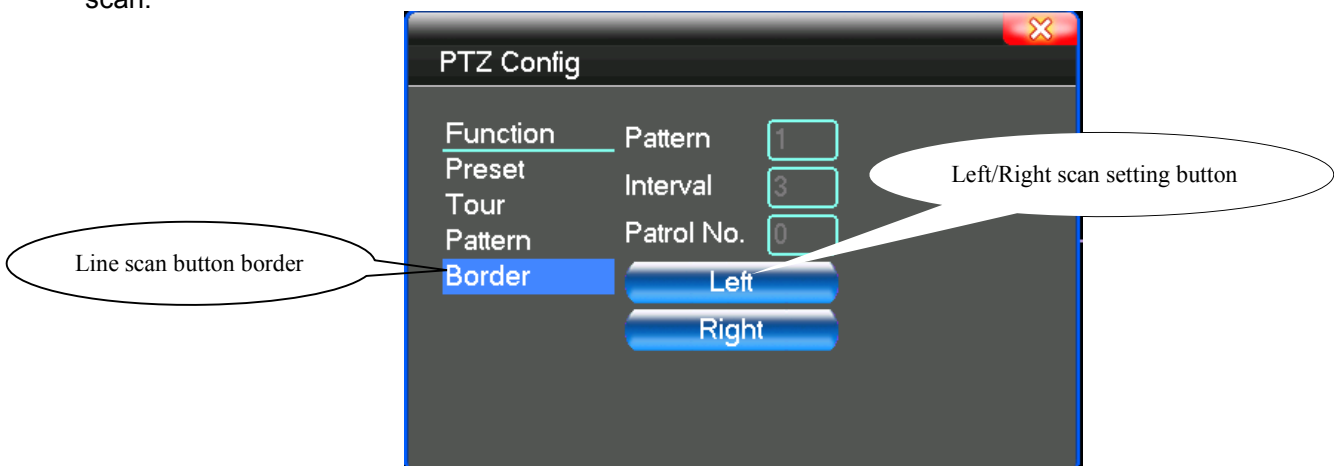 scan.
PTZ Config
Function
Preset
Tour
Pattern
Border
Pattern 1
Interval 3
Patrol No. 0
Left
Right
Left/Right scan setting button
Line scan button border